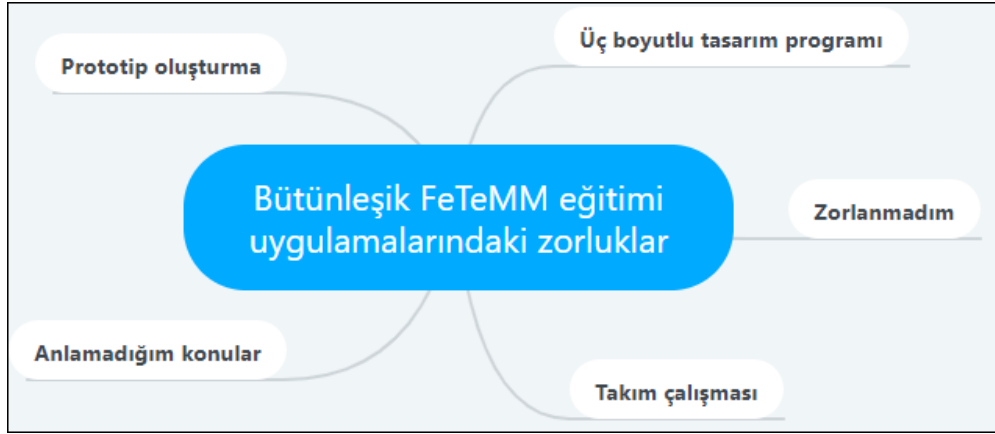 Üç boyutlu tasarım programı
Prototip oluşturma
Bütünleşik FeTeMM eğitimi
uygulamalarındaki zorluklar
Zorlanmadım
Anlamadığım konular
Takım çalışması